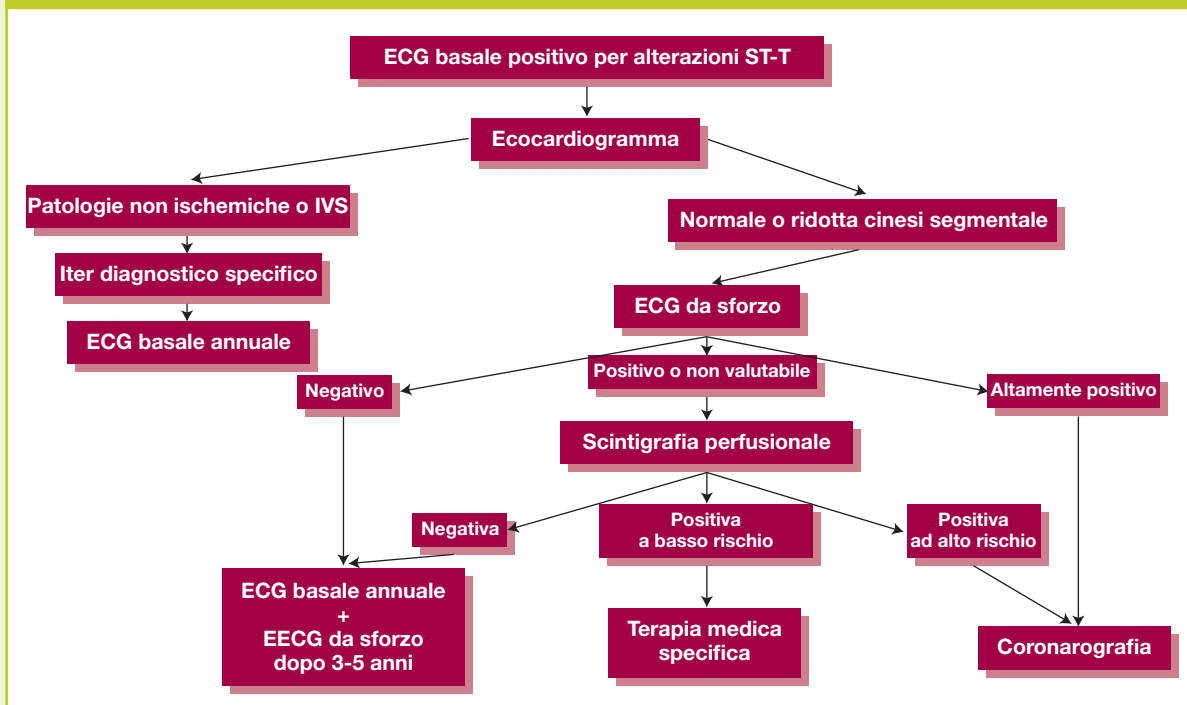 ECG basale positivo per alterazioni ST-T
Ecocardiogramma
Patologie non ischemiche o IVS
Normale o ridotta cinesi segmentale
Iter diagnostico specifico
ECG da sforzo
ECG basale annuale
Negativo
Positivo o non valutabile
Altamente positivo
Scintigrafia perfusionale
Negativa
Positiva
a basso rischio
Positiva
ad alto rischio
ECG basale annuale
+
EECG da sforzo
dopo 3-5 anni
Terapia medica
specifica
Coronarografia